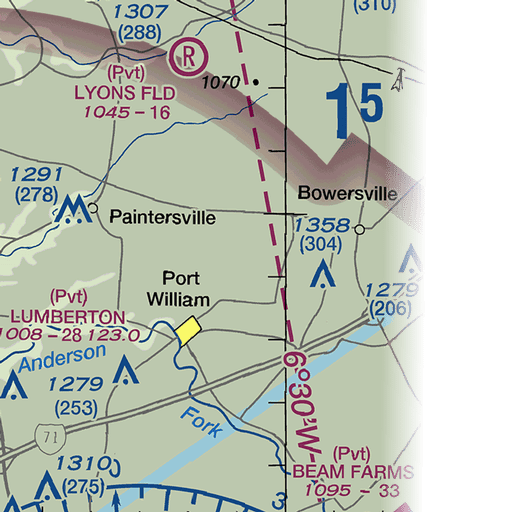 1307
(288)
(310)
R
(Pvt)
LYONS FLD
1045 - 16
1070
15
1291
(278)
Paintersville
Bowersville
1358
(304)
Port
William
1279
(206)
(Pvt)
LUMBERTON
1008 - 28 123.0
Anderson
1279
(253)
Fork
71
6°30'W
(Pvt)
BEAM FARMS
1095 - 33
1310
(275)
3